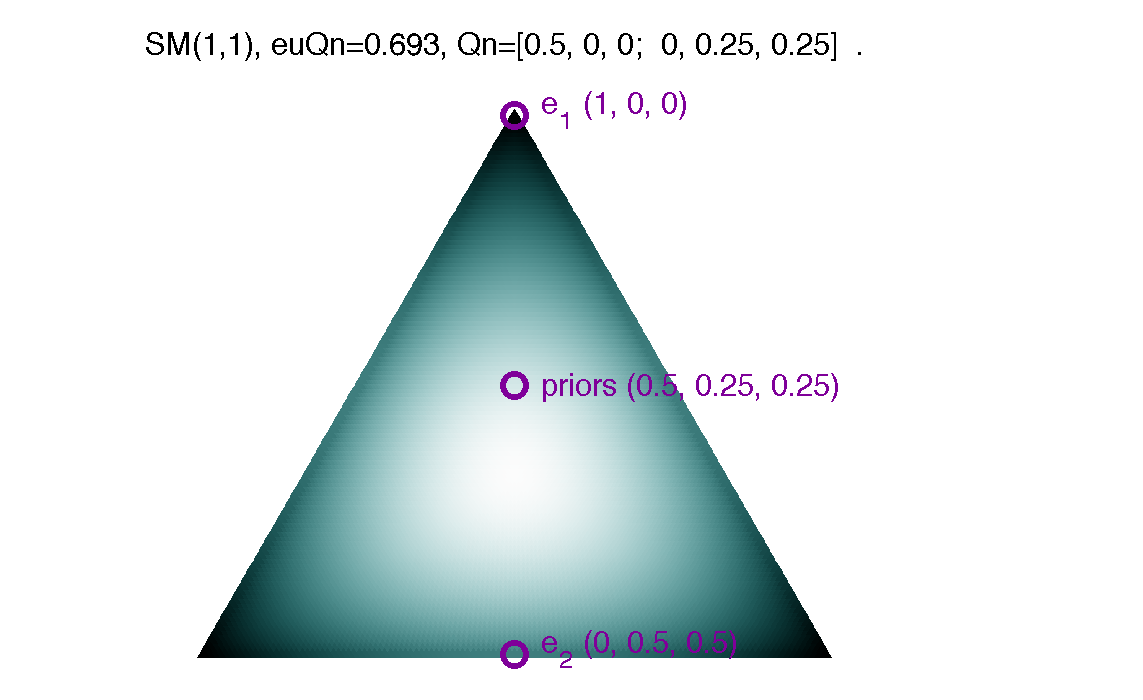 SM(1,1), euQn=0.693, Qn=[0.5, 0, 0;  0, 0.25, 0.25]  .
e₁ (1, 0, 0)
priors (0.5, 0.25, 0.25)
e₂ (0, 0.5, 0.5)